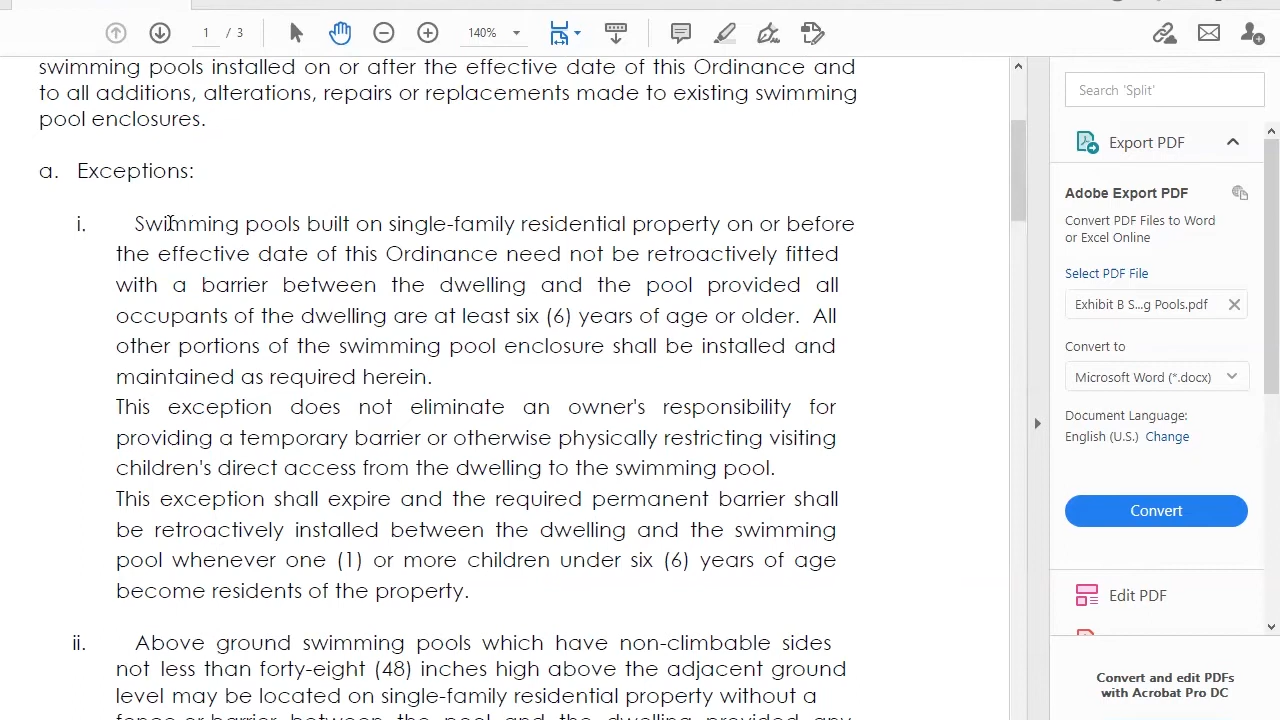 1 / 3
140%
Search 'Split'
swimming pools installed on or after the effective date of this Ordinance and
to all additions, alterations, repairs or replacements made to existing swimming
pool enclosures.
a. Exceptions:
i. Swimming pools built on single-family residential property on or before
the effective date of this Ordinance need not be retroactively fitted
with a barrier between the dwelling and the pool provided all
occupants of the dwelling are at least six (6) years of age or older. All
other portions of the swimming pool enclosure shall be installed and
maintained as required herein.
This exception does not eliminate an owner's responsibility for
providing a temporary barrier or otherwise physically restricting visiting
children's direct access from the dwelling to the swimming pool.
This exception shall expire and the required permanent barrier shall
be retroactively installed between the dwelling and the swimming
pool whenever one (1) or more children under six (6) years of age
become residents of the property.
ii. Above ground swimming pools which have non-climbable sides
not less than forty-eight (48) inches high above the adjacent ground
level may be located on single-family residential property without a
fence or barrier between the pool and the dwelling provided any
Export PDF
Adobe Export PDF
Convert PDF Files to Word
or Excel Online
Select PDF File
Exhibit B S...g Pools.pdf
Convert to
Microsoft Word (*.docx)
Document Language:
English (U.S.) Change
Convert
Edit PDF
Convert and edit PDFs
with Acrobat Pro DC